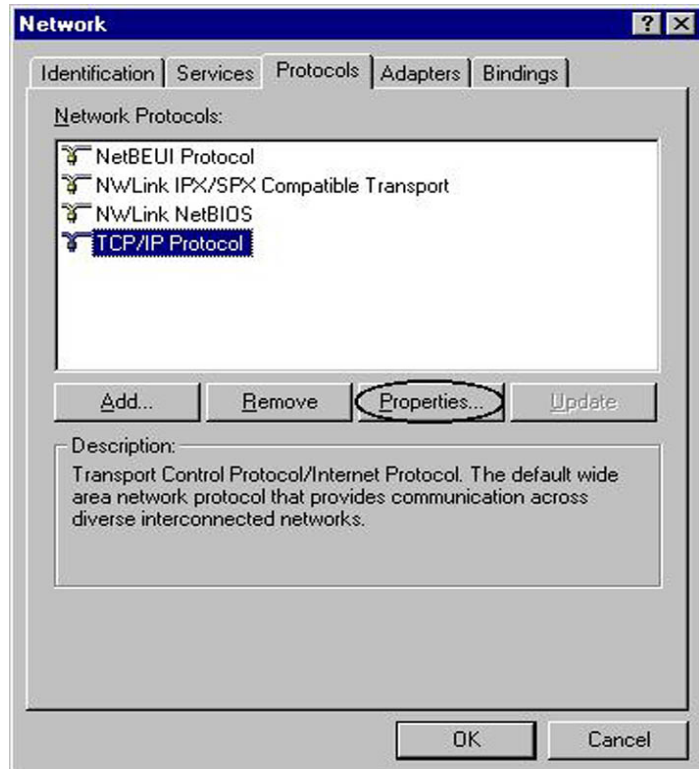 Network
Identification Services Protocols Adapters Bindings
Network Protocols:
NetBEUI Protocol
NWLink IPX/SPX Compatible Transport
NWLink NetBIOS
TCP/IP Protocol
Add... Remove Properties... Update
Description:
Transport Control Protocol/Internet Protocol. The default wide
area network protocol that provides communication across
diverse interconnected networks.
OK Cancel